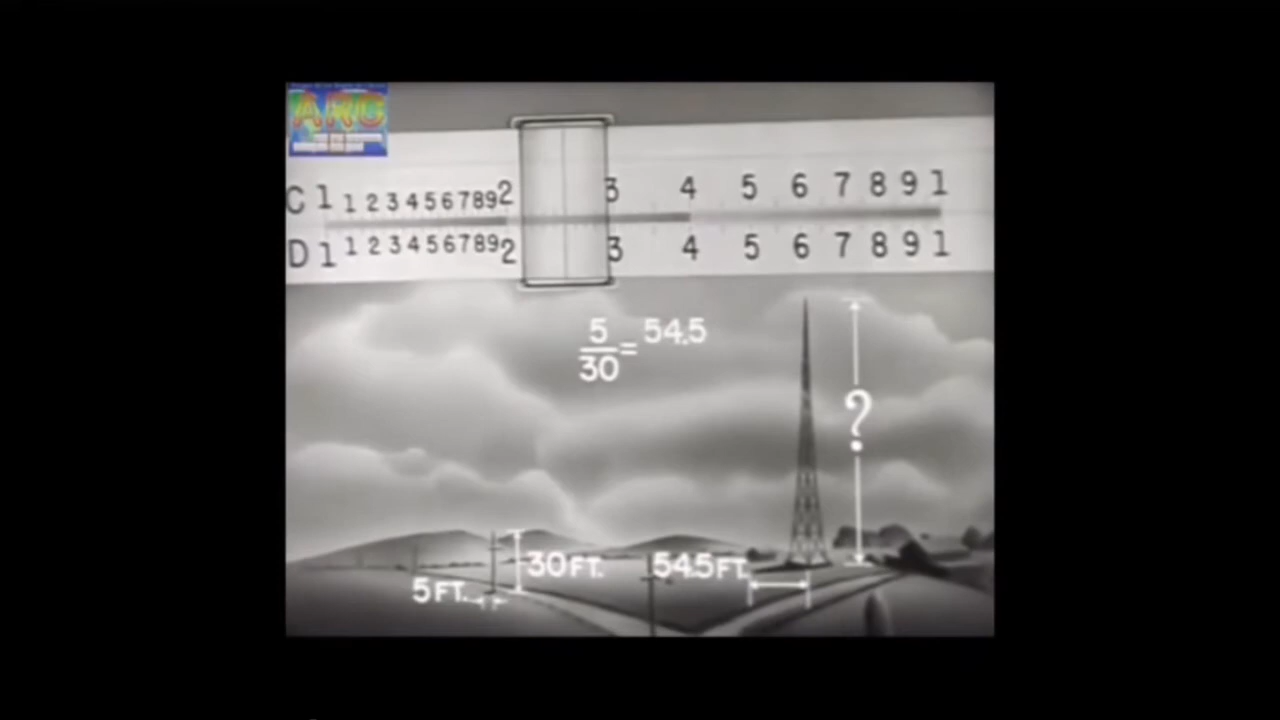 ARC
C 1 1 2 3 4 5 6 7 8 9 2 3 4 5 6 7 8 9 1
D 1 1 2 3 4 5 6 7 8 9 2 3 4 5 6 7 8 9 1
5/30 = 54.5
?
30 FT.
54.5 FT.
5 FT.